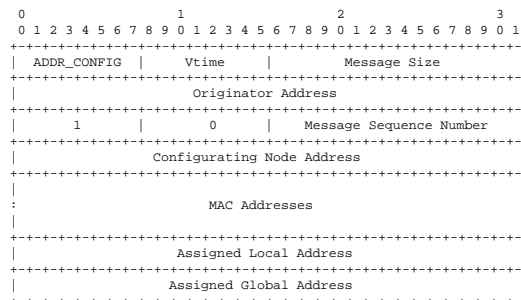 0                   1                   2                   3
0 1 2 3 4 5 6 7 8 9 0 1 2 3 4 5 6 7 8 9 0 1 2 3 4 5 6 7 8 9 0 1
+-+-+-+-+-+-+-+-+-+-+-+-+-+-+-+-+-+-+-+-+-+-+-+-+-+-+-+-+-+-+-+-
| ADDR_CONFIG | Vtime | Message Size
+-+-+-+-+-+-+-+-+-+-+-+-+-+-+-+-+-+-+-+-+-+-+-+-+-+-+-+-+-+-+-+-
| Originator Address
+-+-+-+-+-+-+-+-+-+-+-+-+-+-+-+-+-+-+-+-+-+-+-+-+-+-+-+-+-+-+-+-
| 1 | 0 | Message Sequence Number
+-+-+-+-+-+-+-+-+-+-+-+-+-+-+-+-+-+-+-+-+-+-+-+-+-+-+-+-+-+-+-+-
| Configurating Node Address
+-+-+-+-+-+-+-+-+-+-+-+-+-+-+-+-+-+-+-+-+-+-+-+-+-+-+-+-+-+-+-+-
|
: MAC Addresses
|
+-+-+-+-+-+-+-+-+-+-+-+-+-+-+-+-+-+-+-+-+-+-+-+-+-+-+-+-+-+-+-+-
| Assigned Local Address
+-+-+-+-+-+-+-+-+-+-+-+-+-+-+-+-+-+-+-+-+-+-+-+-+-+-+-+-+-+-+-+-
| Assigned Global Address
+-+-+-+-+-+-+-+-+-+-+-+-+-+-+-+-+-+-+-+-+-+-+-+-+-+-+-+-+-+-+-+-